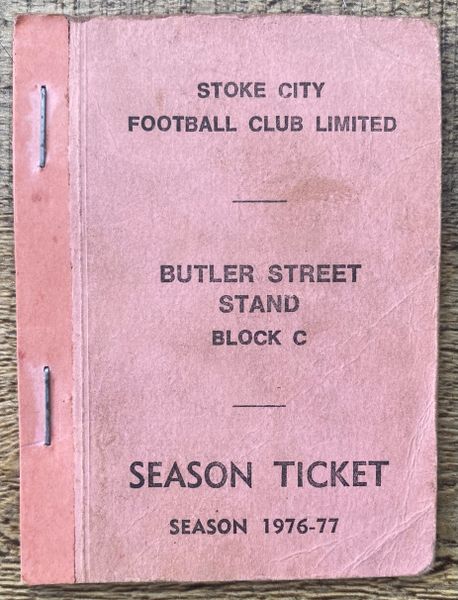 STOKE CITY
FOOTBALL CLUB LIMITED
BUTLER STREET
STAND
BLOCK C
SEASON TICKET
SEASON 1976-77